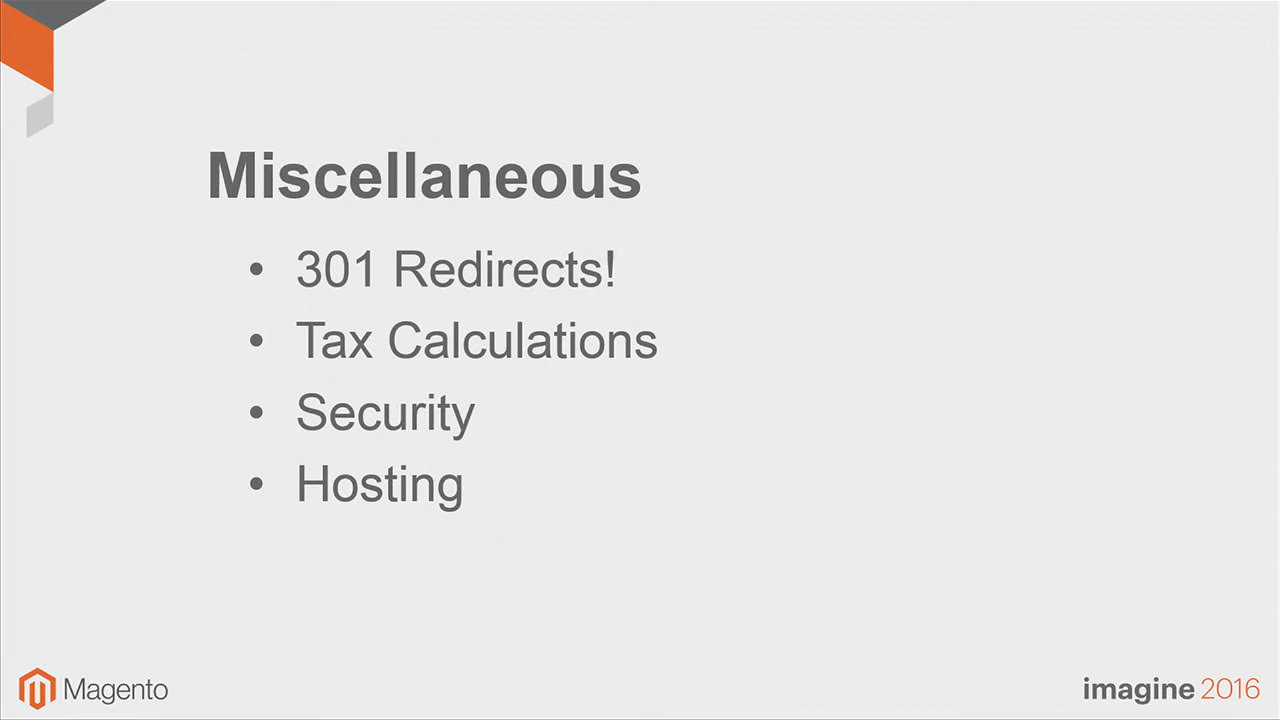 Miscellaneous
• 301 Redirects!
• Tax Calculations
• Security
• Hosting
Magento
imagine 2016